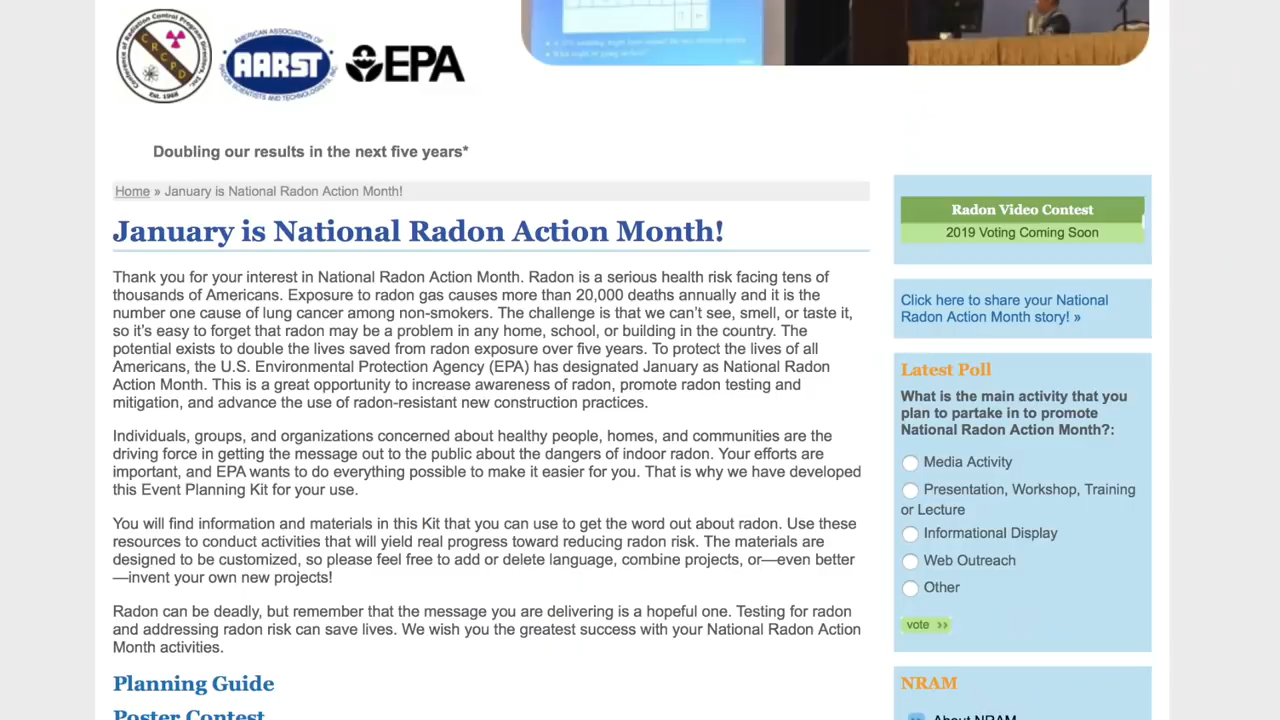 CRCPD
Est. 1968
AMERICAN ASSOCIATION OF
AARST
RADON SCIENTISTS AND TECHNOLOGISTS, INC
EPA
Doubling our results in the next five years*
Home » January is National Radon Action Month!
January is National Radon Action Month!
Thank you for your interest in National Radon Action Month. Radon is a serious health risk facing tens of
thousands of Americans. Exposure to radon gas causes more than 20,000 deaths annually and it is the
number one cause of lung cancer among non-smokers. The challenge is that we can't see, smell, or taste it,
so it's easy to forget that radon may be a problem in any home, school, or building in the country. The
potential exists to double the lives saved from radon exposure over five years. To protect the lives of all
Americans, the U.S. Environmental Protection Agency (EPA) has designated January as National Radon
Action Month. This is a great opportunity to increase awareness of radon, promote radon testing and
mitigation, and advance the use of radon-resistant new construction practices.
Individuals, groups, and organizations concerned about healthy people, homes, and communities are the
driving force in getting the message out to the public about the dangers of indoor radon. Your efforts are
important, and EPA wants to do everything possible to make it easier for you. That is why we have developed
this Event Planning Kit for your use.
You will find information and materials in this Kit that you can use to get the word out about radon. Use these
resources to conduct activities that will yield real progress toward reducing radon risk. The materials are
designed to be customized, so please feel free to add or delete language, combine projects, or—even better
—invent your own new projects!
Radon can be deadly, but remember that the message you are delivering is a hopeful one. Testing for radon
and addressing radon risk can save lives. We wish you the greatest success with your National Radon Action
Month activities.
Planning Guide
Poster Contest
Radon Video Contest
2019 Voting Coming Soon
Click here to share your National
Radon Action Month story! »
Latest Poll
What is the main activity that you
plan to partake in to promote
National Radon Action Month?:
Media Activity
Presentation, Workshop, Training
or Lecture
Informational Display
Web Outreach
Other
vote »
NRAM
About NRAM